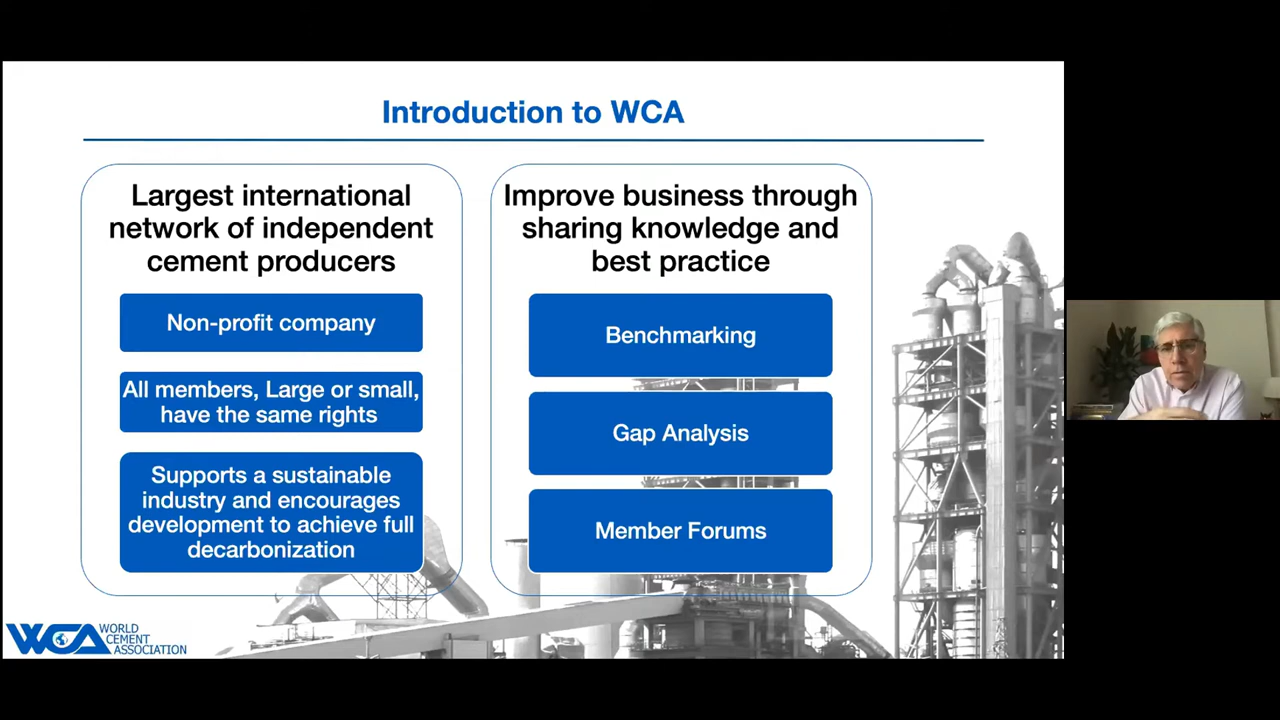 Introduction to WCA
Largest international
network of independent
cement producers
Non-profit company
All members, Large or small,
have the same rights
Supports a sustainable
industry and encourages
development to achieve full
decarbonization
Improve business through
sharing knowledge and
best practice
Benchmarking
Gap Analysis
Member Forums
WCA
WORLD
CEMENT
ASSOCIATION